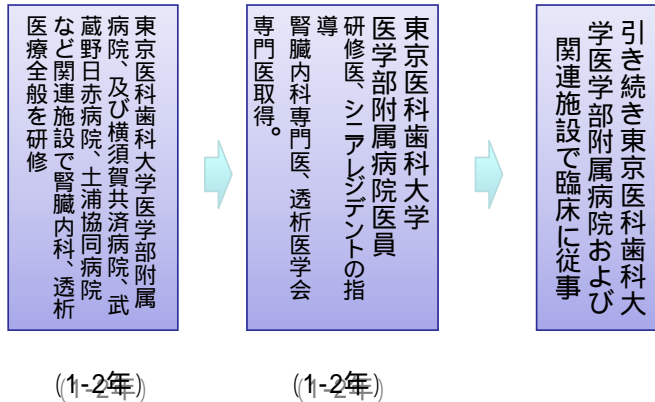 東京医科歯科大学医学部附属
病院、及び横須賀共済病院、武
蔵野日赤病院、土浦協同病院
など関連施設で腎臓内科、透析
医療全般を研修
東京医科歯科大学
医学部附属病院医員
研修医、シニアレジデントの指
導
腎臓内科専門医、透析医学会
専門医取得。
引き続き東京医科歯科大
学医学部附属病院および
関連施設で臨床に従事
(1-2年)
(1-2年)